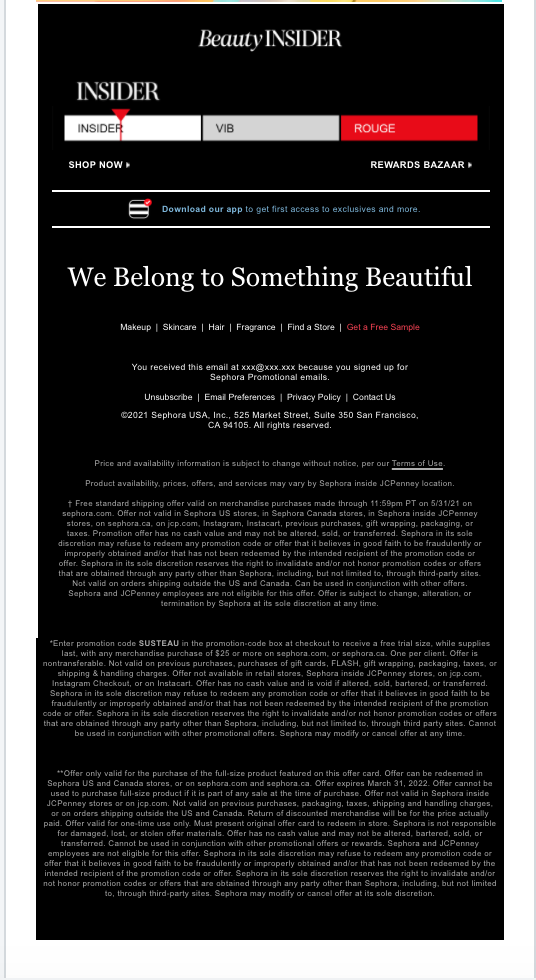 Beauty INSIDER
INSIDER
INSIDER VIB ROUGE
SHOP NOW REWARDS BAZAAR
Download our app to get first access to exclusives and more.
We Belong to Something Beautiful
Makeup | Skincare | Hair | Fragrance | Find a Store | Get a Free Sample
You received this email at xxx@xxx.xxx because you signed up for
Sephora Promotional emails.
Unsubscribe | Email Preferences | Privacy Policy | Contact Us
©2021 Sephora USA, Inc., 525 Market Street, Suite 350 San Francisco,
CA 94105. All rights reserved.
Price and availability information is subject to change without notice, per our Terms of Use.
Product availability, prices, offers, and services may vary by Sephora inside JCPenney location.
† Free standard shipping offer valid on merchandise purchases made through 11:59pm PT on 5/31/21 on
sephora.com. Offer not valid in Sephora US stores, in Sephora Canada stores, in Sephora inside JCPenney
stores, on sephora.ca, on jcp.com, Instagram, Instacart, previous purchases, gift wrapping, packaging, or
taxes. Promotion offer has no cash value and may not be altered, sold, or transferred. Sephora in its sole
discretion may refuse to redeem any promotion code or offer that it believes in good faith to be fraudulently or
improperly obtained and/or that has not been redeemed by the intended recipient of the promotion code or
offer. Sephora in its sole discretion reserves the right to invalidate and/or not honor promotion codes or offers
that are obtained through any party other than Sephora, including, but not limited to, through third-party sites.
Not valid on orders shipping outside the US and Canada. Can be used in conjunction with other offers.
Sephora and JCPenney employees are not eligible for this offer. Offer is subject to change, alteration, or
termination by Sephora at its sole discretion at any time.
*Enter promotion code SUSTEAU in the promotion-code box at checkout to receive a free trial size, while supplies
last, with any merchandise purchase of $25 or more on sephora.com, or sephora.ca. One per client. Offer is
nontransferable. Not valid on previous purchases, purchases of gift cards, FLASH, gift wrapping, packaging, taxes, or
shipping & handling charges. Offer not available in retail stores, Sephora inside JCPenney stores, on jcp.com,
Instagram Checkout, or on Instacart. Offer has no cash value and is void if altered, sold, bartered, or transferred.
Sephora in its sole discretion may refuse to redeem any promotion code or offer that it believes in good faith to be
fraudulently or improperly obtained and/or that has not been redeemed by the intended recipient of the promotion
code or offer. Sephora in its sole discretion reserves the right to invalidate and/or not honor promotion codes or offers
that are obtained through any party other than Sephora, including, but not limited to, through third party sites. Cannot
be used in conjunction with other promotional offers. Sephora may modify or cancel offer at any time.
**Offer only valid for the purchase of the full-size product featured on this offer card. Offer can be redeemed in
Sephora US and Canada stores, or on sephora.com and sephora.ca. Offer expires March 31, 2022. Offer cannot be
used to purchase full-size product if it is part of any sale at the time of purchase. Offer not valid in Sephora inside
JCPenney stores or on jcp.com. Not valid on previous purchases, packaging, taxes, shipping and handling charges,
or on orders shipping outside the US and Canada. Return of discounted merchandise will be for the price actually
paid. Offer valid for one-time use only. Must present original offer card to redeem in store. Sephora is not responsible
for damaged, lost, or stolen offer materials. Offer has no cash value and may not be altered, bartered, sold, or
transferred. Cannot be used in conjunction with other promotional offers or rewards. Sephora and JCPenney
employees are not eligible for this offer. Sephora in its sole discretion may refuse to redeem any promotion code or
offer that it believes in good faith to be fraudulently or improperly obtained and/or that has not been redeemed by the
intended recipient of the promotion code or offer. Sephora in its sole discretion reserves the right to invalidate and/or
not honor promotion codes or offers that are obtained through any party other than Sephora, including, but not limited
to, through third-party sites. Sephora may modify or cancel offer at its sole discretion.